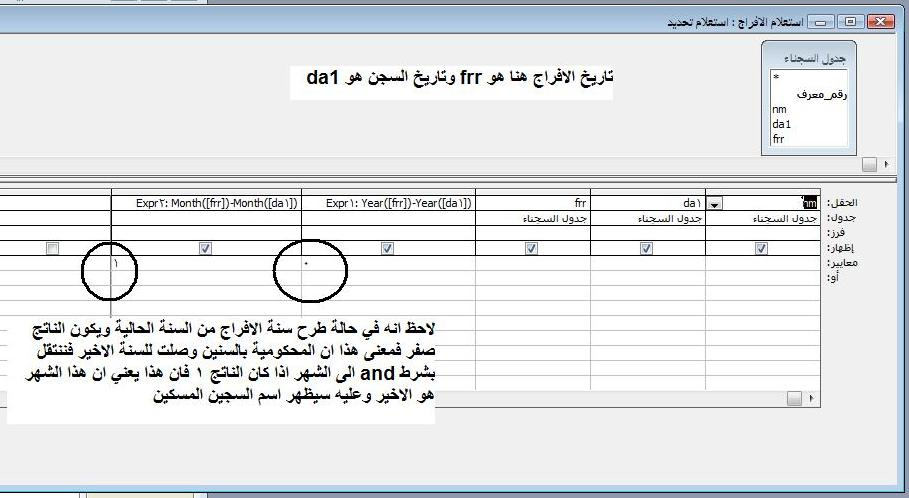 استعلام الافراج : استعلام تحديد
جدول السجناء
*
رقم_معرف
nm
da1
frr
تاريخ الافراج هنا هو frr وتاريخ السجن هو da1
الحقل: nm da١ frr Expr١: Year([frr])-Year([da١]) Expr٢: Month([frr])-Month([da١])
جدول: جدول السجناء جدول السجناء جدول السجناء
فرز:
إظهار:
معايير: ٠ ١
أو:
لاحظ انه في حالة طرح سنة الافراج من السنة الحالية ويكون الناتج
صفر فمعنى هذا ان المحكومية بالسنين وصلت للسنة الاخير فننتقل
بشرط and الى الشهر اذا كان الناتج ١ فان هذا يعني ان هذا الشهر
هو الاخير وعليه سيظهر اسم السجين المسكين